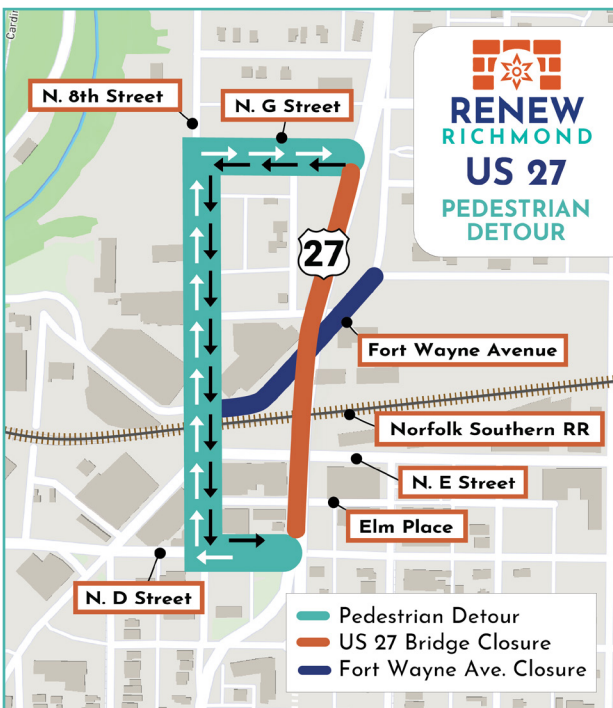 Cardin
N. 8th Street
N. G Street
RENEW
RICHMOND
US 27
PEDESTRIAN
DETOUR
27
Fort Wayne Avenue
Norfolk Southern RR
N. E Street
Elm Place
N. D Street
Pedestrian Detour
US 27 Bridge Closure
Fort Wayne Ave. Closure